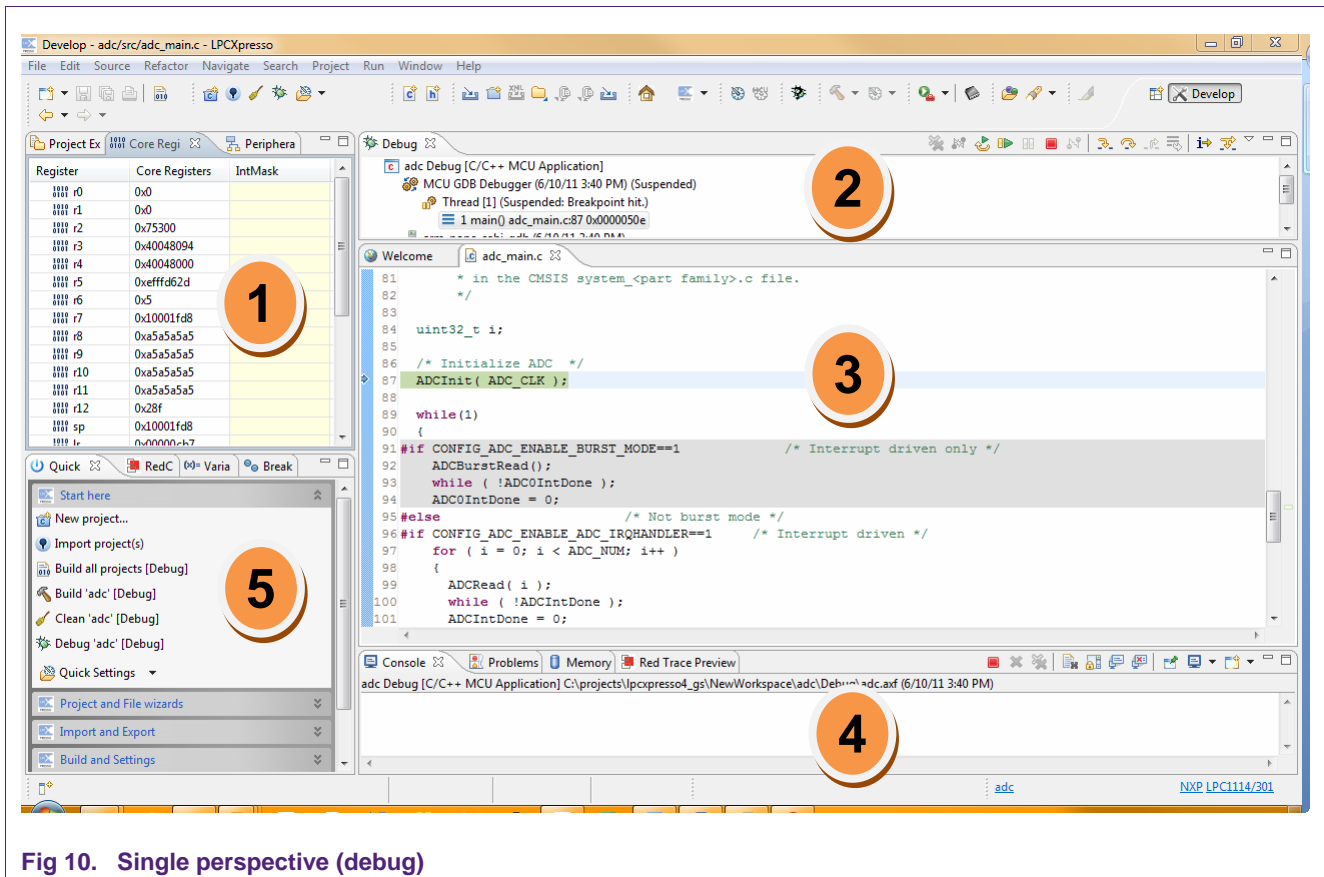 Develop - adc/src/adc_main.c - LPCXpresso
File Edit Source Refactor Navigate Search Project Run Window Help
Develop
Project Ex Core Regi Periphera
Register Core Registers IntMask
r0 0x0
r1 0x0
r2 0x75300
r3 0x40048094
r4 0x40048000
r5 0xefffd62d
r6 0x5
r7 0x10001fd8
r8 0xa5a5a5a5
r9 0xa5a5a5a5
r10 0xa5a5a5a5
r11 0xa5a5a5a5
r12 0x28f
sp 0x10001fd8
lr 0x00000cb7
1
Debug
adc Debug [C/C++ MCU Application]
MCU GDB Debugger (6/10/11 3:40 PM) (Suspended)
Thread [1] (Suspended: Breakpoint hit.)
1 main() adc_main.c:87 0x0000050e
2
Welcome adc_main.c
81 * in the CMSIS system_<part family>.c file.
82 */
83
84 uint32_t i;
85
86 /* Initialize ADC */
87 ADCInit( ADC_CLK );
88
89 while(1)
90 {
91 #if CONFIG_ADC_ENABLE_BURST_MODE==1 /* Interrupt driven only */
92 ADCBurstRead();
93 while ( !ADC0IntDone );
94 ADC0IntDone = 0;
95 #else /* Not burst mode */
96 #if CONFIG_ADC_ENABLE_ADC_IRQHANDLER==1 /* Interrupt driven */
97 for ( i = 0; i < ADC_NUM; i++ )
98 {
99 ADCRead( i );
100 while ( !ADCIntDone );
101 ADCIntDone = 0;
3
Quick RedC (x)= Varia Break
Start here
New project...
Import project(s)
Build all projects [Debug]
Build 'adc' [Debug]
Clean 'adc' [Debug]
Debug 'adc' [Debug]
Quick Settings
Project and File wizards
Import and Export
Build and Settings
5
Console Problems Memory Red Trace Preview
adc Debug [C/C++ MCU Application] C:\projects\lpcxpresso4_gs\NewWorkspace\adc\Debug\adc.axf (6/10/11 3:40 PM)
4
adc NXP LPC1114/301
Fig 10. Single perspective (debug)